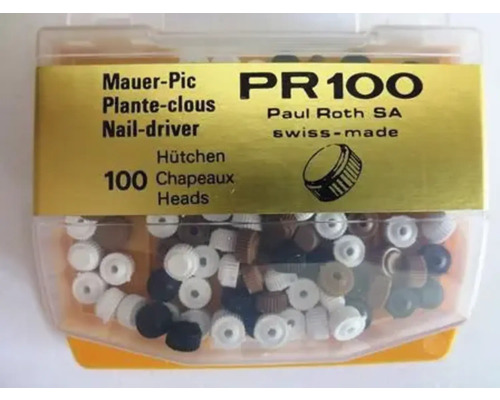 Mauer-Pic
Plante-clous
Nail-driver
PR100
Paul Roth SA
swiss-made
100
Hütchen
Chapeaux
Heads